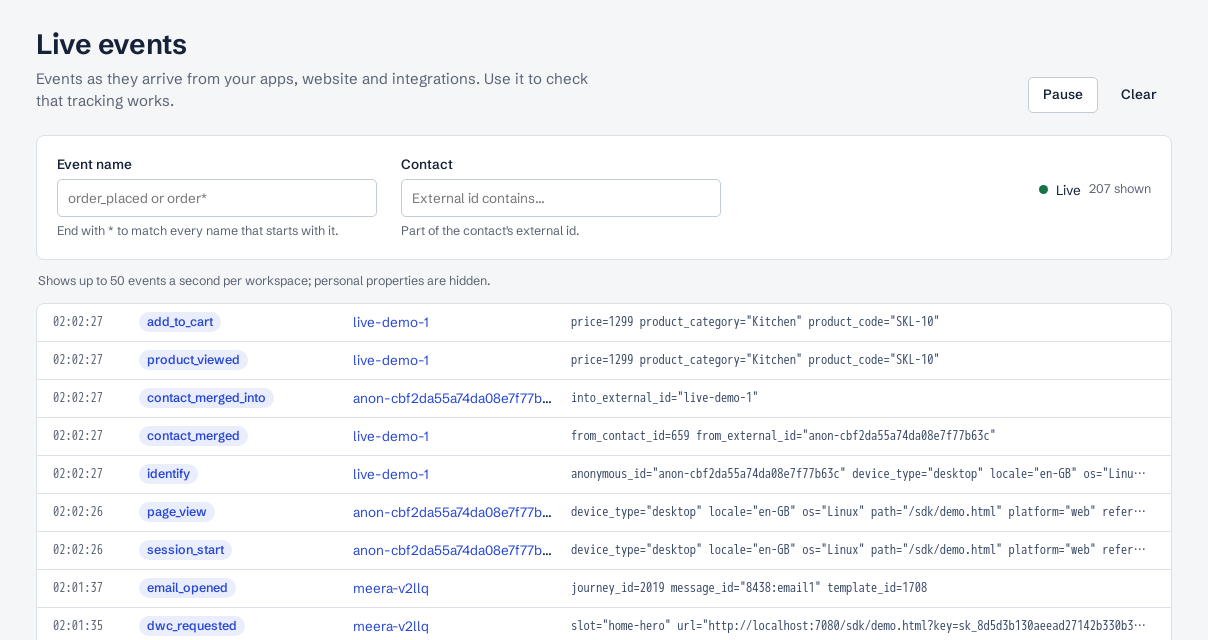 Live events
Events as they arrive from your apps, website and integrations. Use it to check
that tracking works.
Pause Clear
Event name Contact
order_placed or order* External id contains... Live 207 shown
End with * to match every name that starts with it. Part of the contact's external id.
Shows up to 50 events a second per workspace; personal properties are hidden.
02:02:27 add_to_cart live-demo-1 price=1299 product_category="Kitchen" product_code="SKL-10"
02:02:27 product_viewed live-demo-1 price=1299 product_category="Kitchen" product_code="SKL-10"
02:02:27 contact_merged_into anon-cbf2da55a74da08e7f77b... into_external_id="live-demo-1"
02:02:27 contact_merged live-demo-1 from_contact_id=659 from_external_id="anon-cbf2da55a74da08e7f77b63c"
02:02:27 identify live-demo-1 anonymous_id="anon-cbf2da55a74da08e7f77b63c" device_type="desktop" locale="en-GB" os="Linu...
02:02:26 page_view anon-cbf2da55a74da08e7f77b... device_type="desktop" locale="en-GB" os="Linux" path="/sdk/demo.html" platform="web" refer...
02:02:26 session_start anon-cbf2da55a74da08e7f77b... device_type="desktop" locale="en-GB" os="Linux" path="/sdk/demo.html" platform="web" refer...
02:01:37 email_opened meera-v2llq journey_id=2019 message_id="8438:email1" template_id=1708
02:01:35 dwc_requested meera-v2llq slot="home-hero" url="http://localhost:7080/sdk/demo.html?key=sk_8d5d3b130aeead27142b330b3...